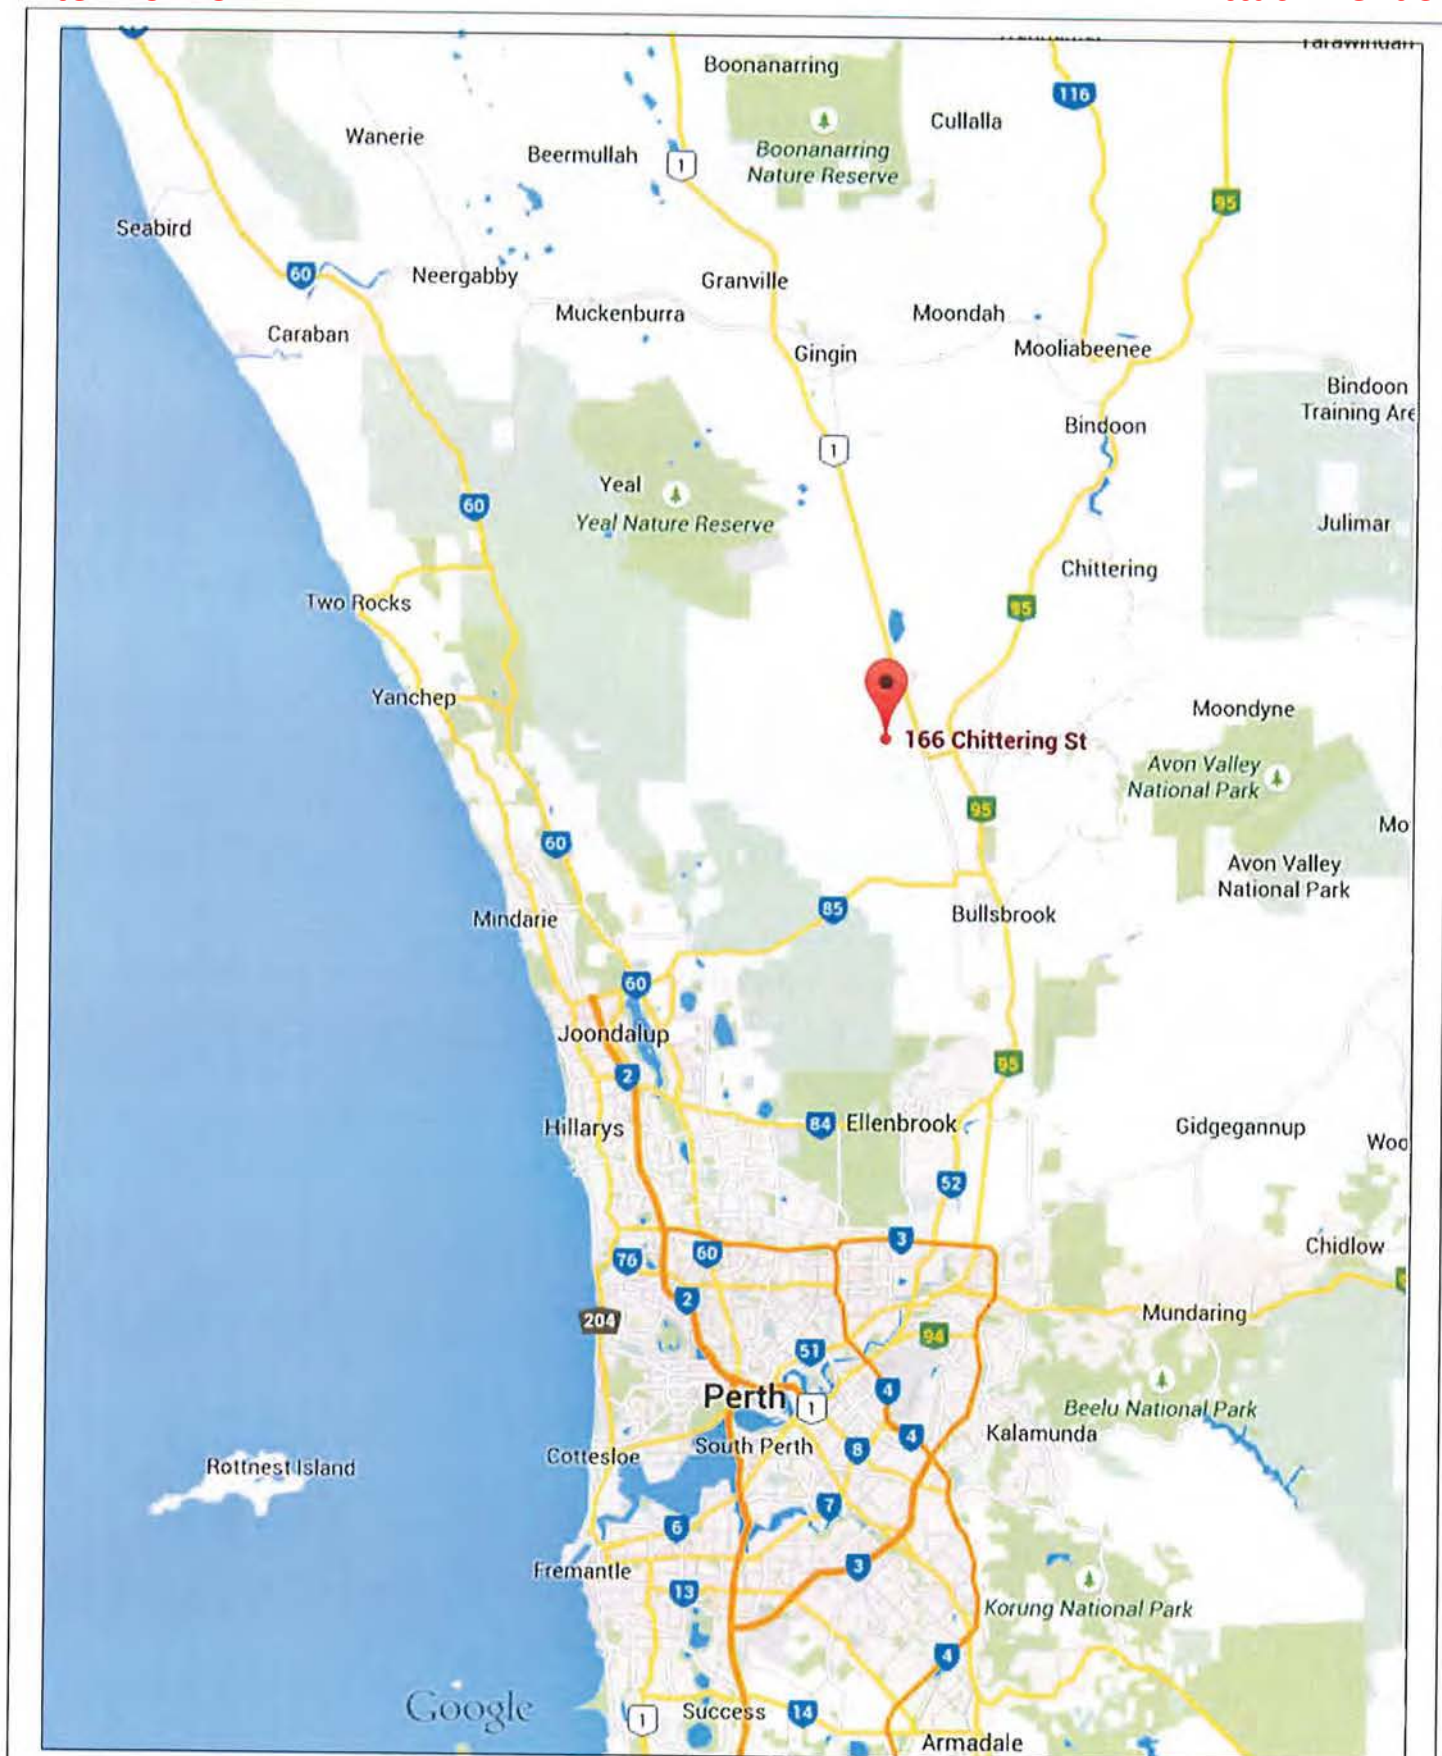 Boonanarring
116
Cullalla
Wanerie
Beermullah
1
Boonanarring
Nature Reserve
95
Seabird
60
Neergabby
Granville
Muckenburra
Moondah
Caraban
Gingin
Mooliabeenee
Bindoon
Training Are
Bindoon
1
Yeal
60
Yeal Nature Reserve
Julimar
Chittering
Two Rocks
95
Yanchep
Moondyne
166 Chittering St
Avon Valley
National Park
95
Mo
60
Avon Valley
National Park
85
Mindarie
Bullsbrook
60
Joondalup
95
2
84
Ellenbrook
Hillarys
Gidgegannup
Woo
52
3
76
60
Chidlow
2
204
Mundaring
94
51
Perth
1
4
Beelu National Park
4
Kalamunda
South Perth
8
Cottesloe
Rottnest Island
7
6
3
Fremantle
13
Korung National Park
4
Google
1
Success
14
Armadale